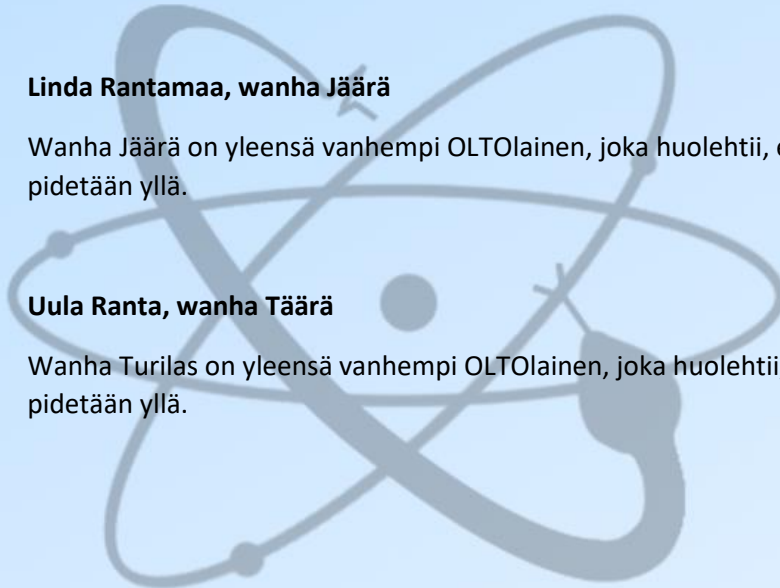 Linda Rantamaa, wanha Jäärä
Wanha Jäärä on yleensä vanhempi OLTOlainen, joka huolehtii,
pidetään yllä.
Uula Ranta, wanha Täärä
Wanha Turilas on yleensä vanhempi OLTOlainen, joka huolehtii
pidetään yllä.